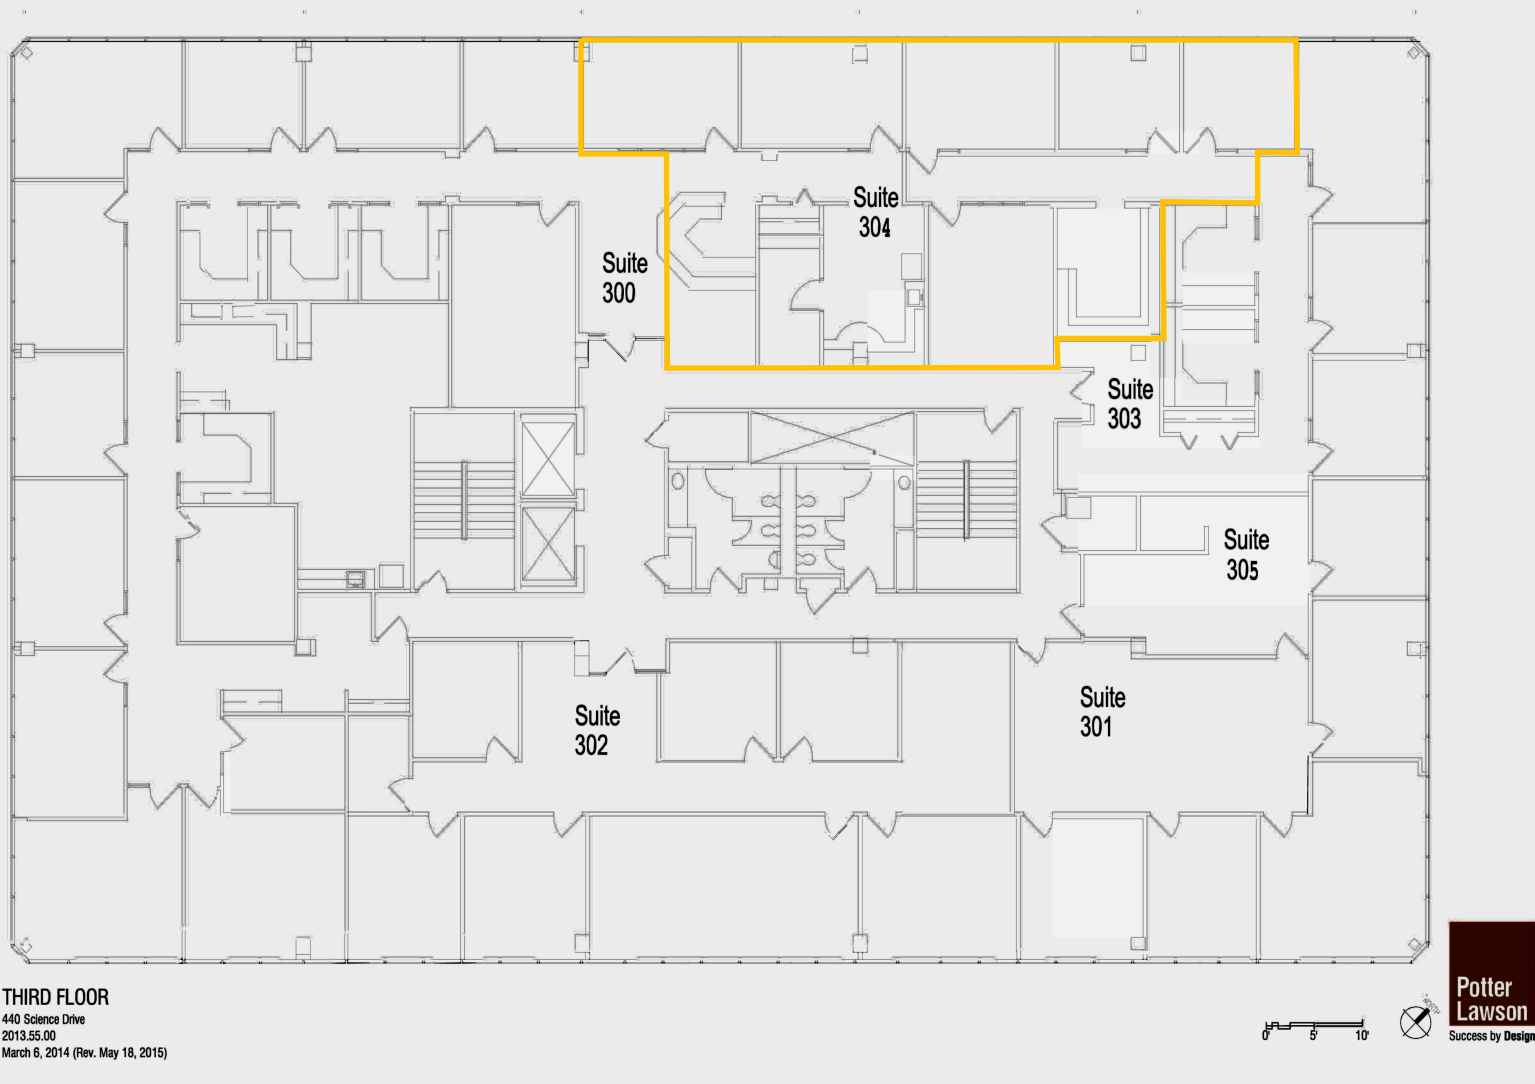 Suite
304
Suite
300
Suite
303
Suite
305
Suite
301
Suite
302
THIRD FLOOR
440 Science Drive
2013.55.00
March 6, 2014 (Rev. May 18, 2015)
0' 5' 10'
NORTH
Potter
Lawson
Success by Design